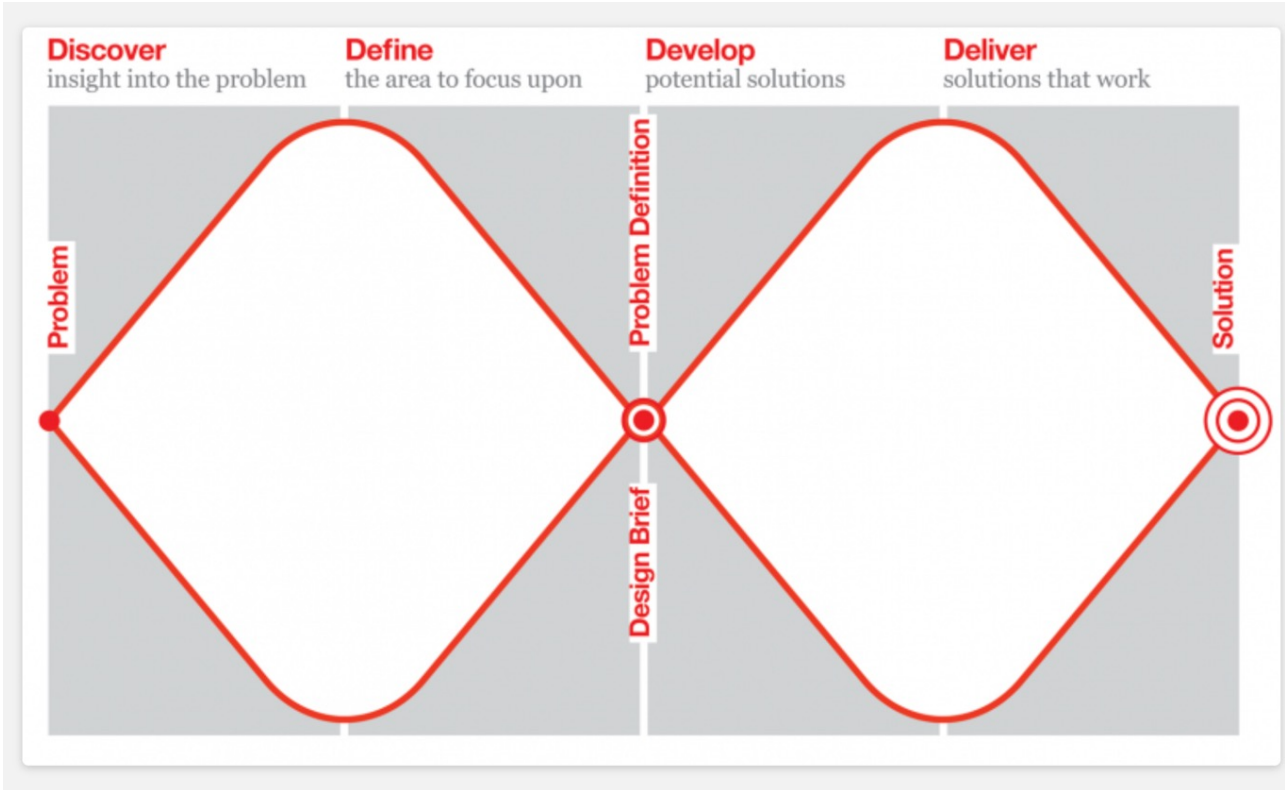 Discover
insight into the problem
Define
the area to focus upon
Develop
potential solutions
Deliver
solutions that work
Problem
Problem Definition
Design Brief
Solution